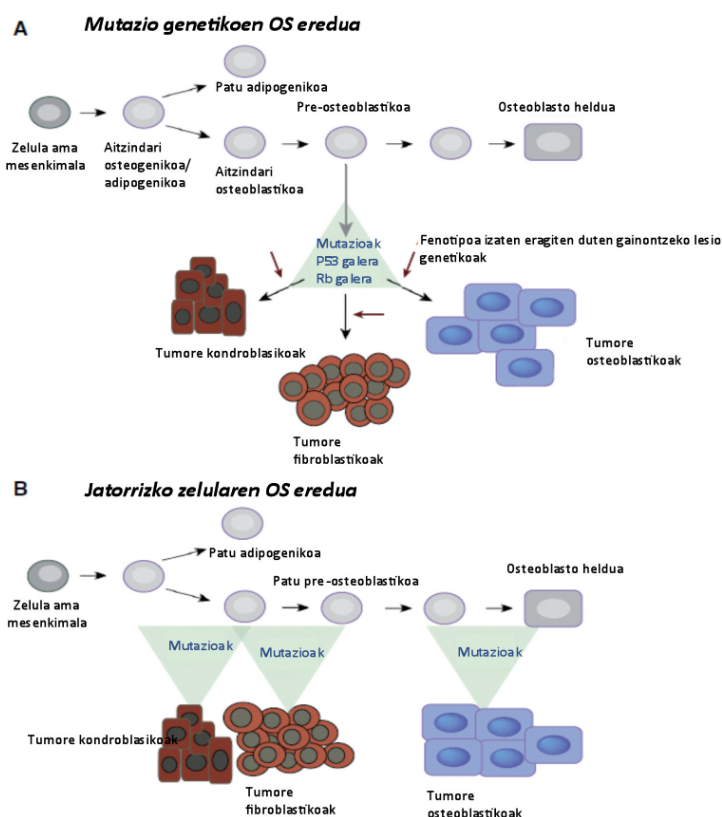 A
Mutazio genetikoen OS eredua
Patu adipogenikoa
Pre-osteoblastikoa
Osteoblasto heldua
Zelula ama
mesenkimala
Aitzindari
osteogenikoa/
adipogenikoa
Aitzindari
osteoblastikoa
Mutazioak
P53 galera
Rb galera
Fenotipoa izaten eragiten duten gainontzeko lesio
genetikoak
Tumore kondroblasikoak
Tumore
osteoblastikoak
Tumore
fibroblastikoak
B
Jatorrizko zelularen OS eredua
Patu adipogenikoa
Patu pre-osteoblastikoa
Osteoblasto heldua
Zelula ama
mesenkimala
Mutazioak
Mutazioak
Mutazioak
Tumore kondroblasikoak
Tumore
fibroblastikoak
Tumore
osteoblastikoak